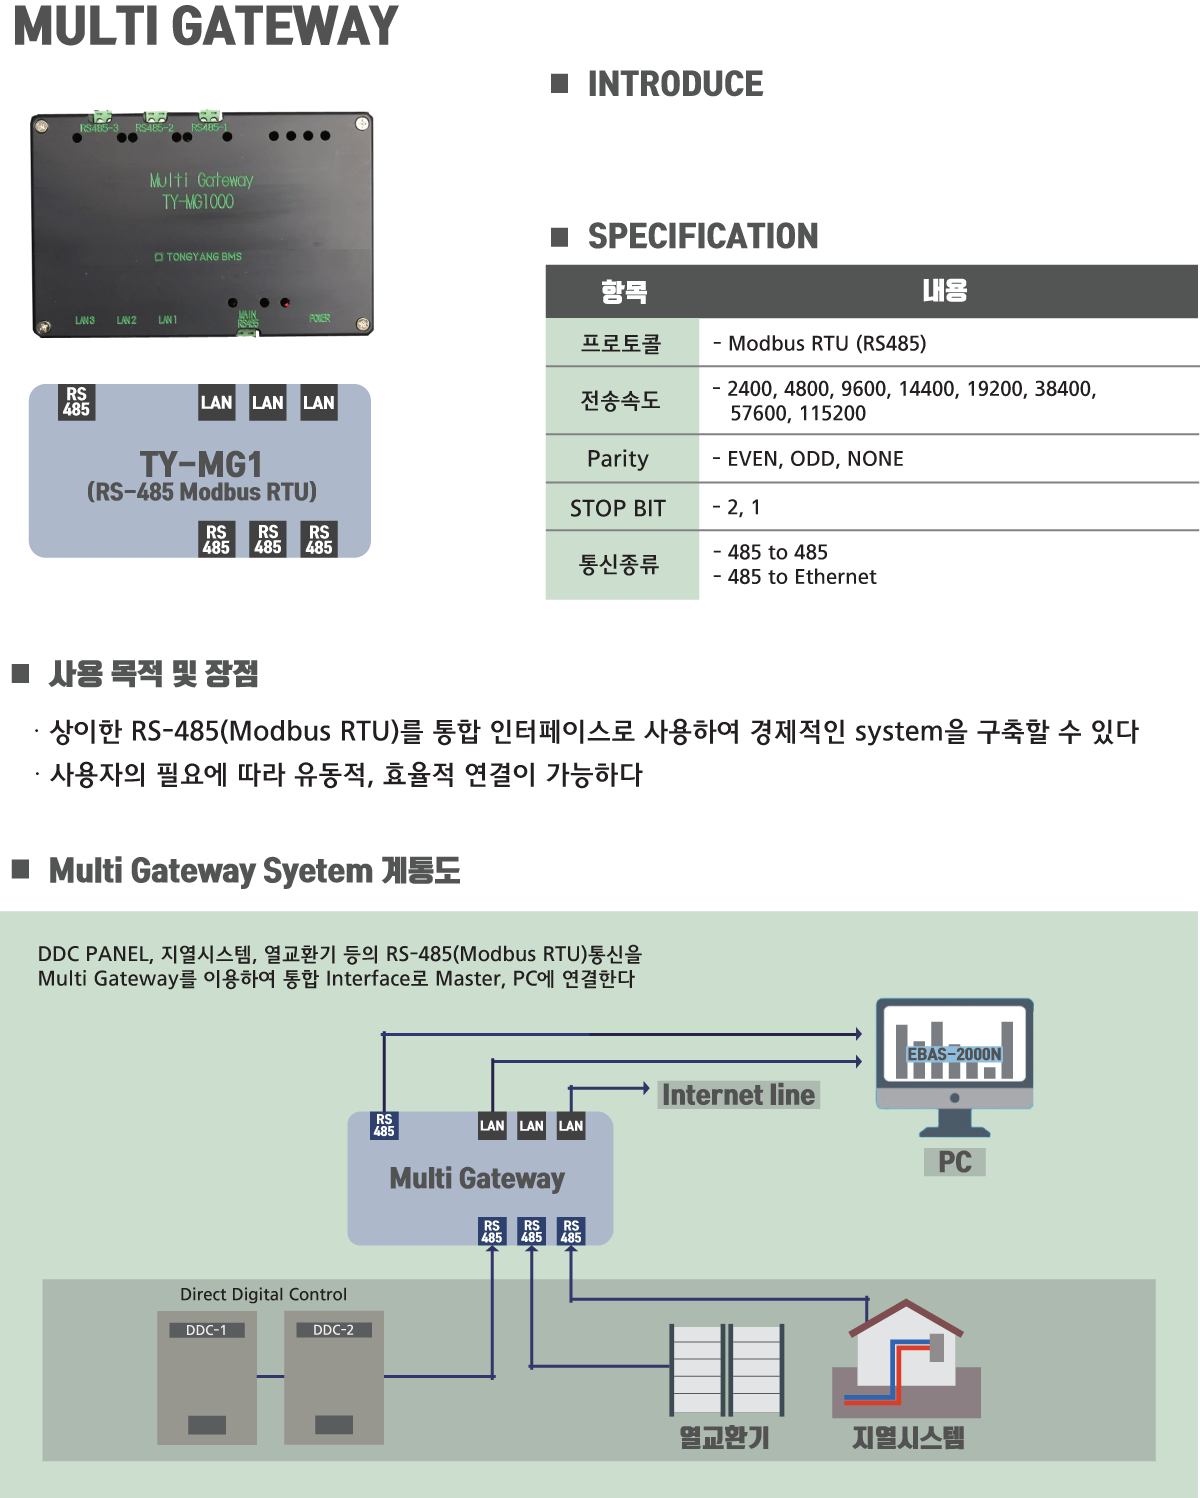 MULTI GATEWAY
RS485-3 RS485-2 RS485-1
Multi Gateway
TY-MG1000
TONGYANG BMS
LAN3 LAN2 LAN1 MAIN RS485 POWER
RS 485 LAN LAN LAN
TY-MG1
(RS-485 Modbus RTU)
RS 485 RS 485 RS 485
■ INTRODUCE
■ SPECIFICATION
항목 내용
프로토콜 - Modbus RTU (RS485)
전송속도 - 2400, 4800, 9600, 14400, 19200, 38400,
57600, 115200
Parity - EVEN, ODD, NONE
STOP BIT - 2, 1
통신종류 - 485 to 485
- 485 to Ethernet
■ 사용 목적 및 장점
· 상이한 RS-485(Modbus RTU)를 통합 인터페이스로 사용하여 경제적인 system을 구축할 수 있다
· 사용자의 필요에 따라 유동적, 효율적 연결이 가능하다
■ Multi Gateway Syetem 계통도
DDC PANEL, 지열시스템, 열교환기 등의 RS-485(Modbus RTU)통신을
Multi Gateway를 이용하여 통합 Interface로 Master, PC에 연결한다
EBAS-2000N
Internet line
PC
RS 485 LAN LAN LAN
Multi Gateway
RS 485 RS 485 RS 485
Direct Digital Control
DDC-1 DDC-2
열교환기 지열시스템